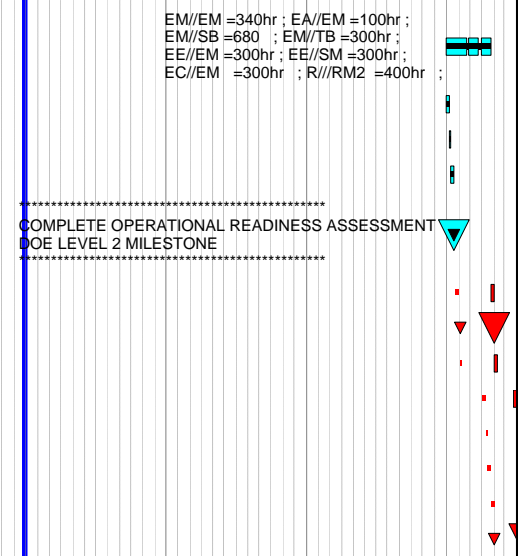 EM//EM =340hr ; EA//EM =100hr ;
EM//SB =680 ; EM//TB =300hr ;
EE//EM =300hr ; EE//SM =300hr ;
EC//EM =300hr ; R///RM2 =400hr ;
************************************************
COMPLETE OPERATIONAL READINESS ASSESSMENT
DOE LEVEL 2 MILESTONE
************************************************